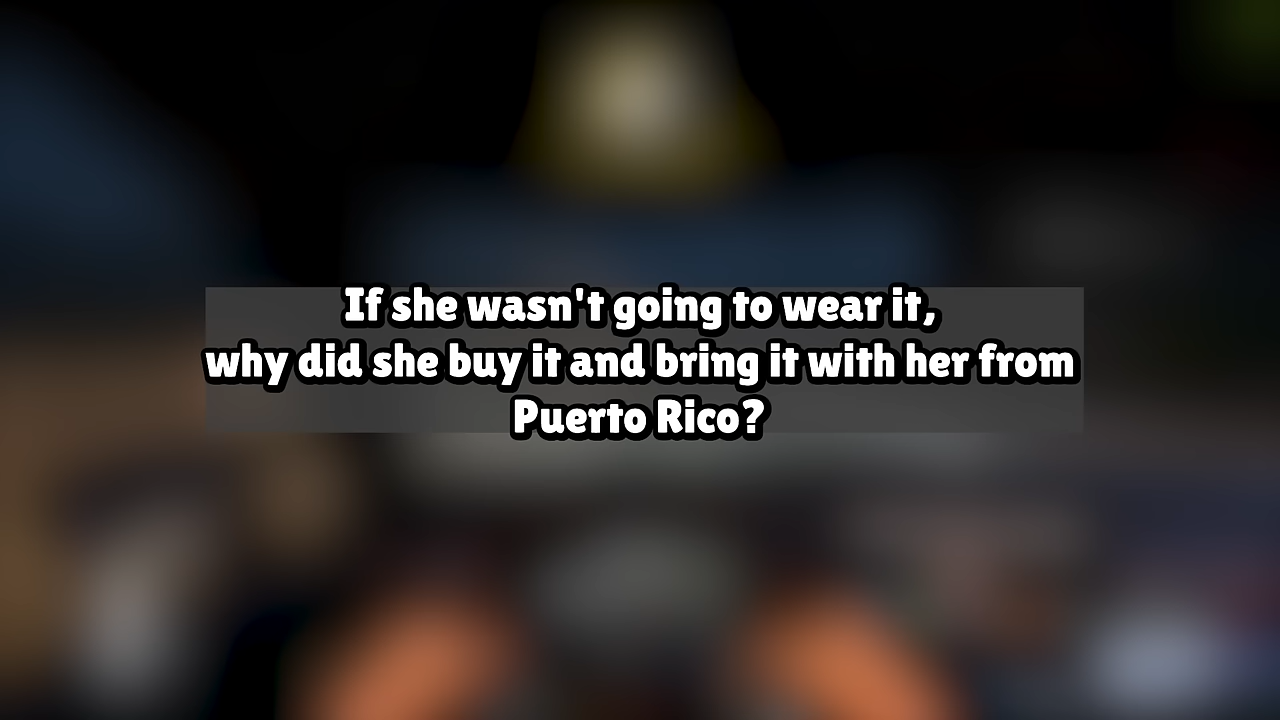 If she wasn't going to wear it,
why did she buy it and bring it with her from
Puerto Rico?